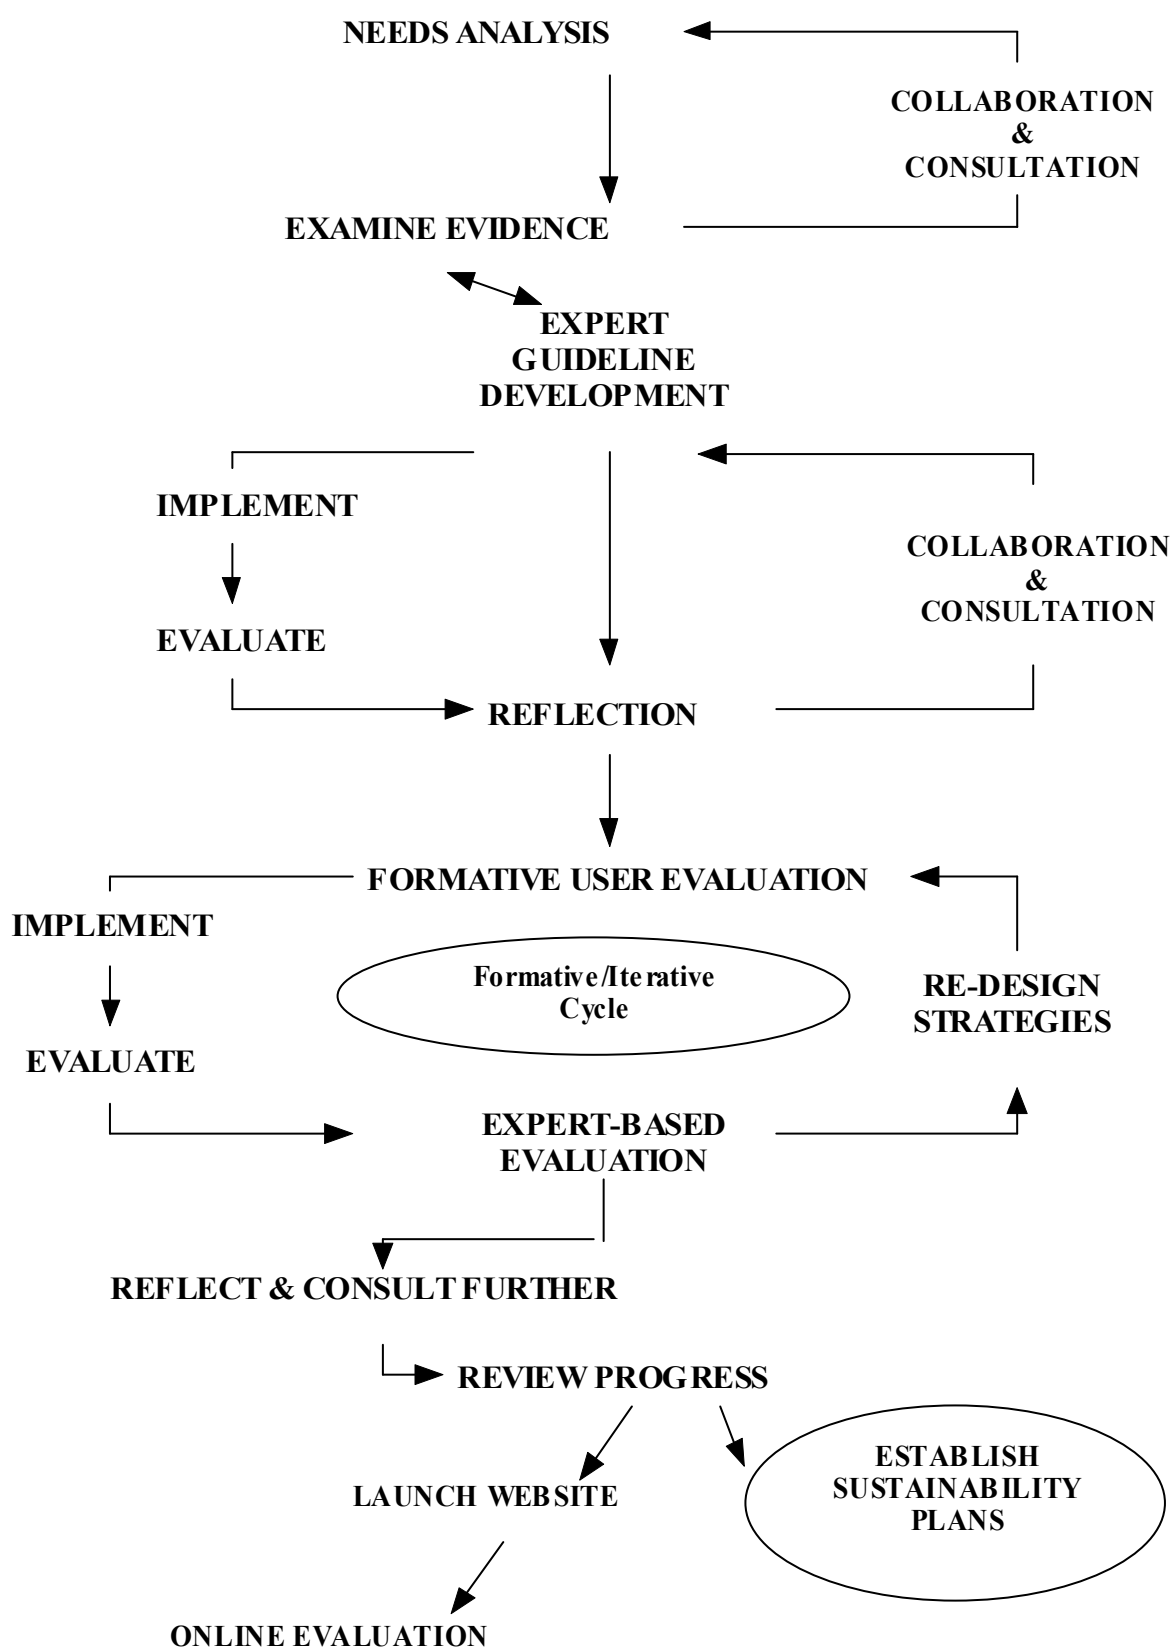 NEEDS ANALYSIS
COLLABORATION
&
CONSULTATION
EXAMINE EVIDENCE
EXPERT
GUIDELINE
DEVELOPMENT
IMPLEMENT
COLLABORATION
&
CONSULTATION
EVALUATE
REFLECTION
FORMATIVE USER EVALUATION
IMPLEMENT
Formative/Iterative
Cycle
RE-DESIGN
STRATEGIES
EVALUATE
EXPERT-BASED
EVALUATION
REFLECT & CONSULT FURTHER
REVIEW PROGRESS
ESTABLISH
SUSTAINABILITY
PLANS
LAUNCH WEBSITE
ONLINE EVALUATION